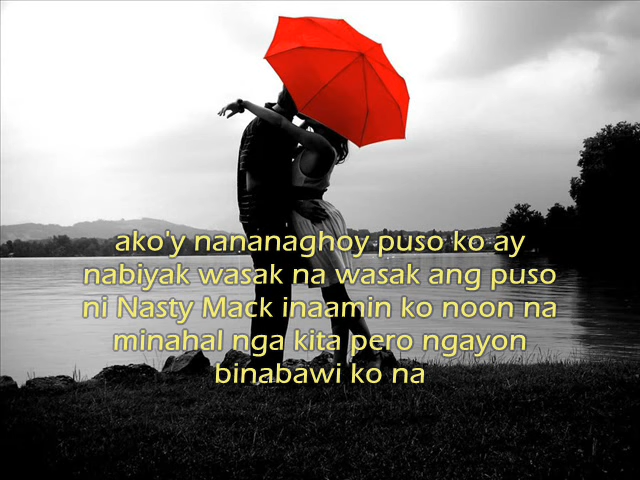 ako'y nananaghoy puso ko ay
nabiyak wasak na wasak ang puso
ni Nasty Mack inaamin ko noon na
minahal nga kita pero ngayon
binabawi ko na